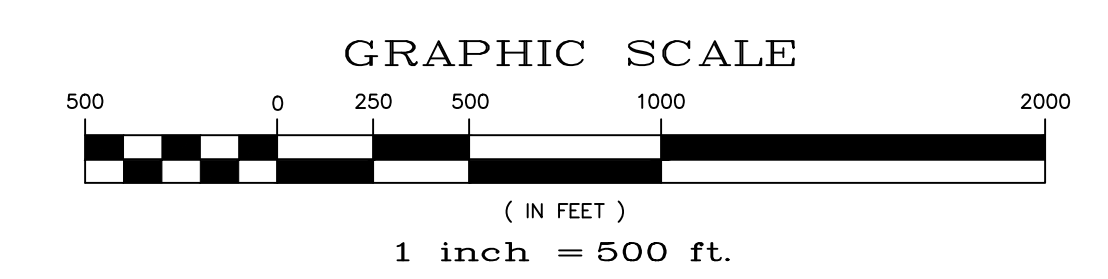 GRAPHIC SCALE
500 0 250 500 1000 2000
( IN FEET )
1 inch = 500 ft.